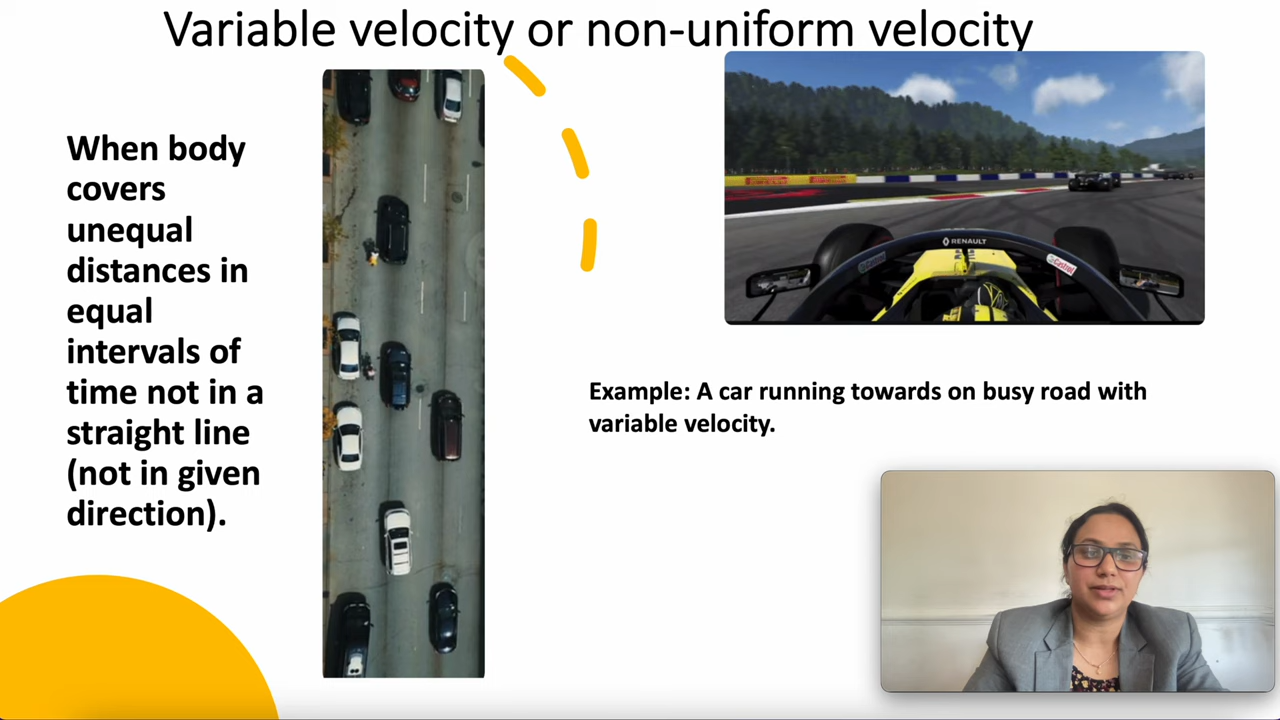 Variable velocity or non-uniform velocity
When body
covers
unequal
distances in
equal
intervals of
time not in a
straight line
(not in given
direction).
RENAULT
Castrol
Example: A car running towards on busy road with
variable velocity.